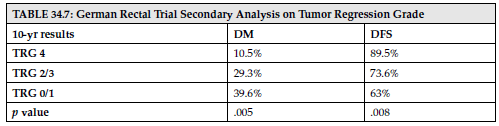 TABLE 34.7: German Rectal Trial Secondary Analysis on Tumor Regression Grade
10-yr results DM DFS
TRG 4 10.5% 89.5%
TRG 2/3 29.3% 73.6%
TRG 0/1 39.6% 63%
p value .005 .008